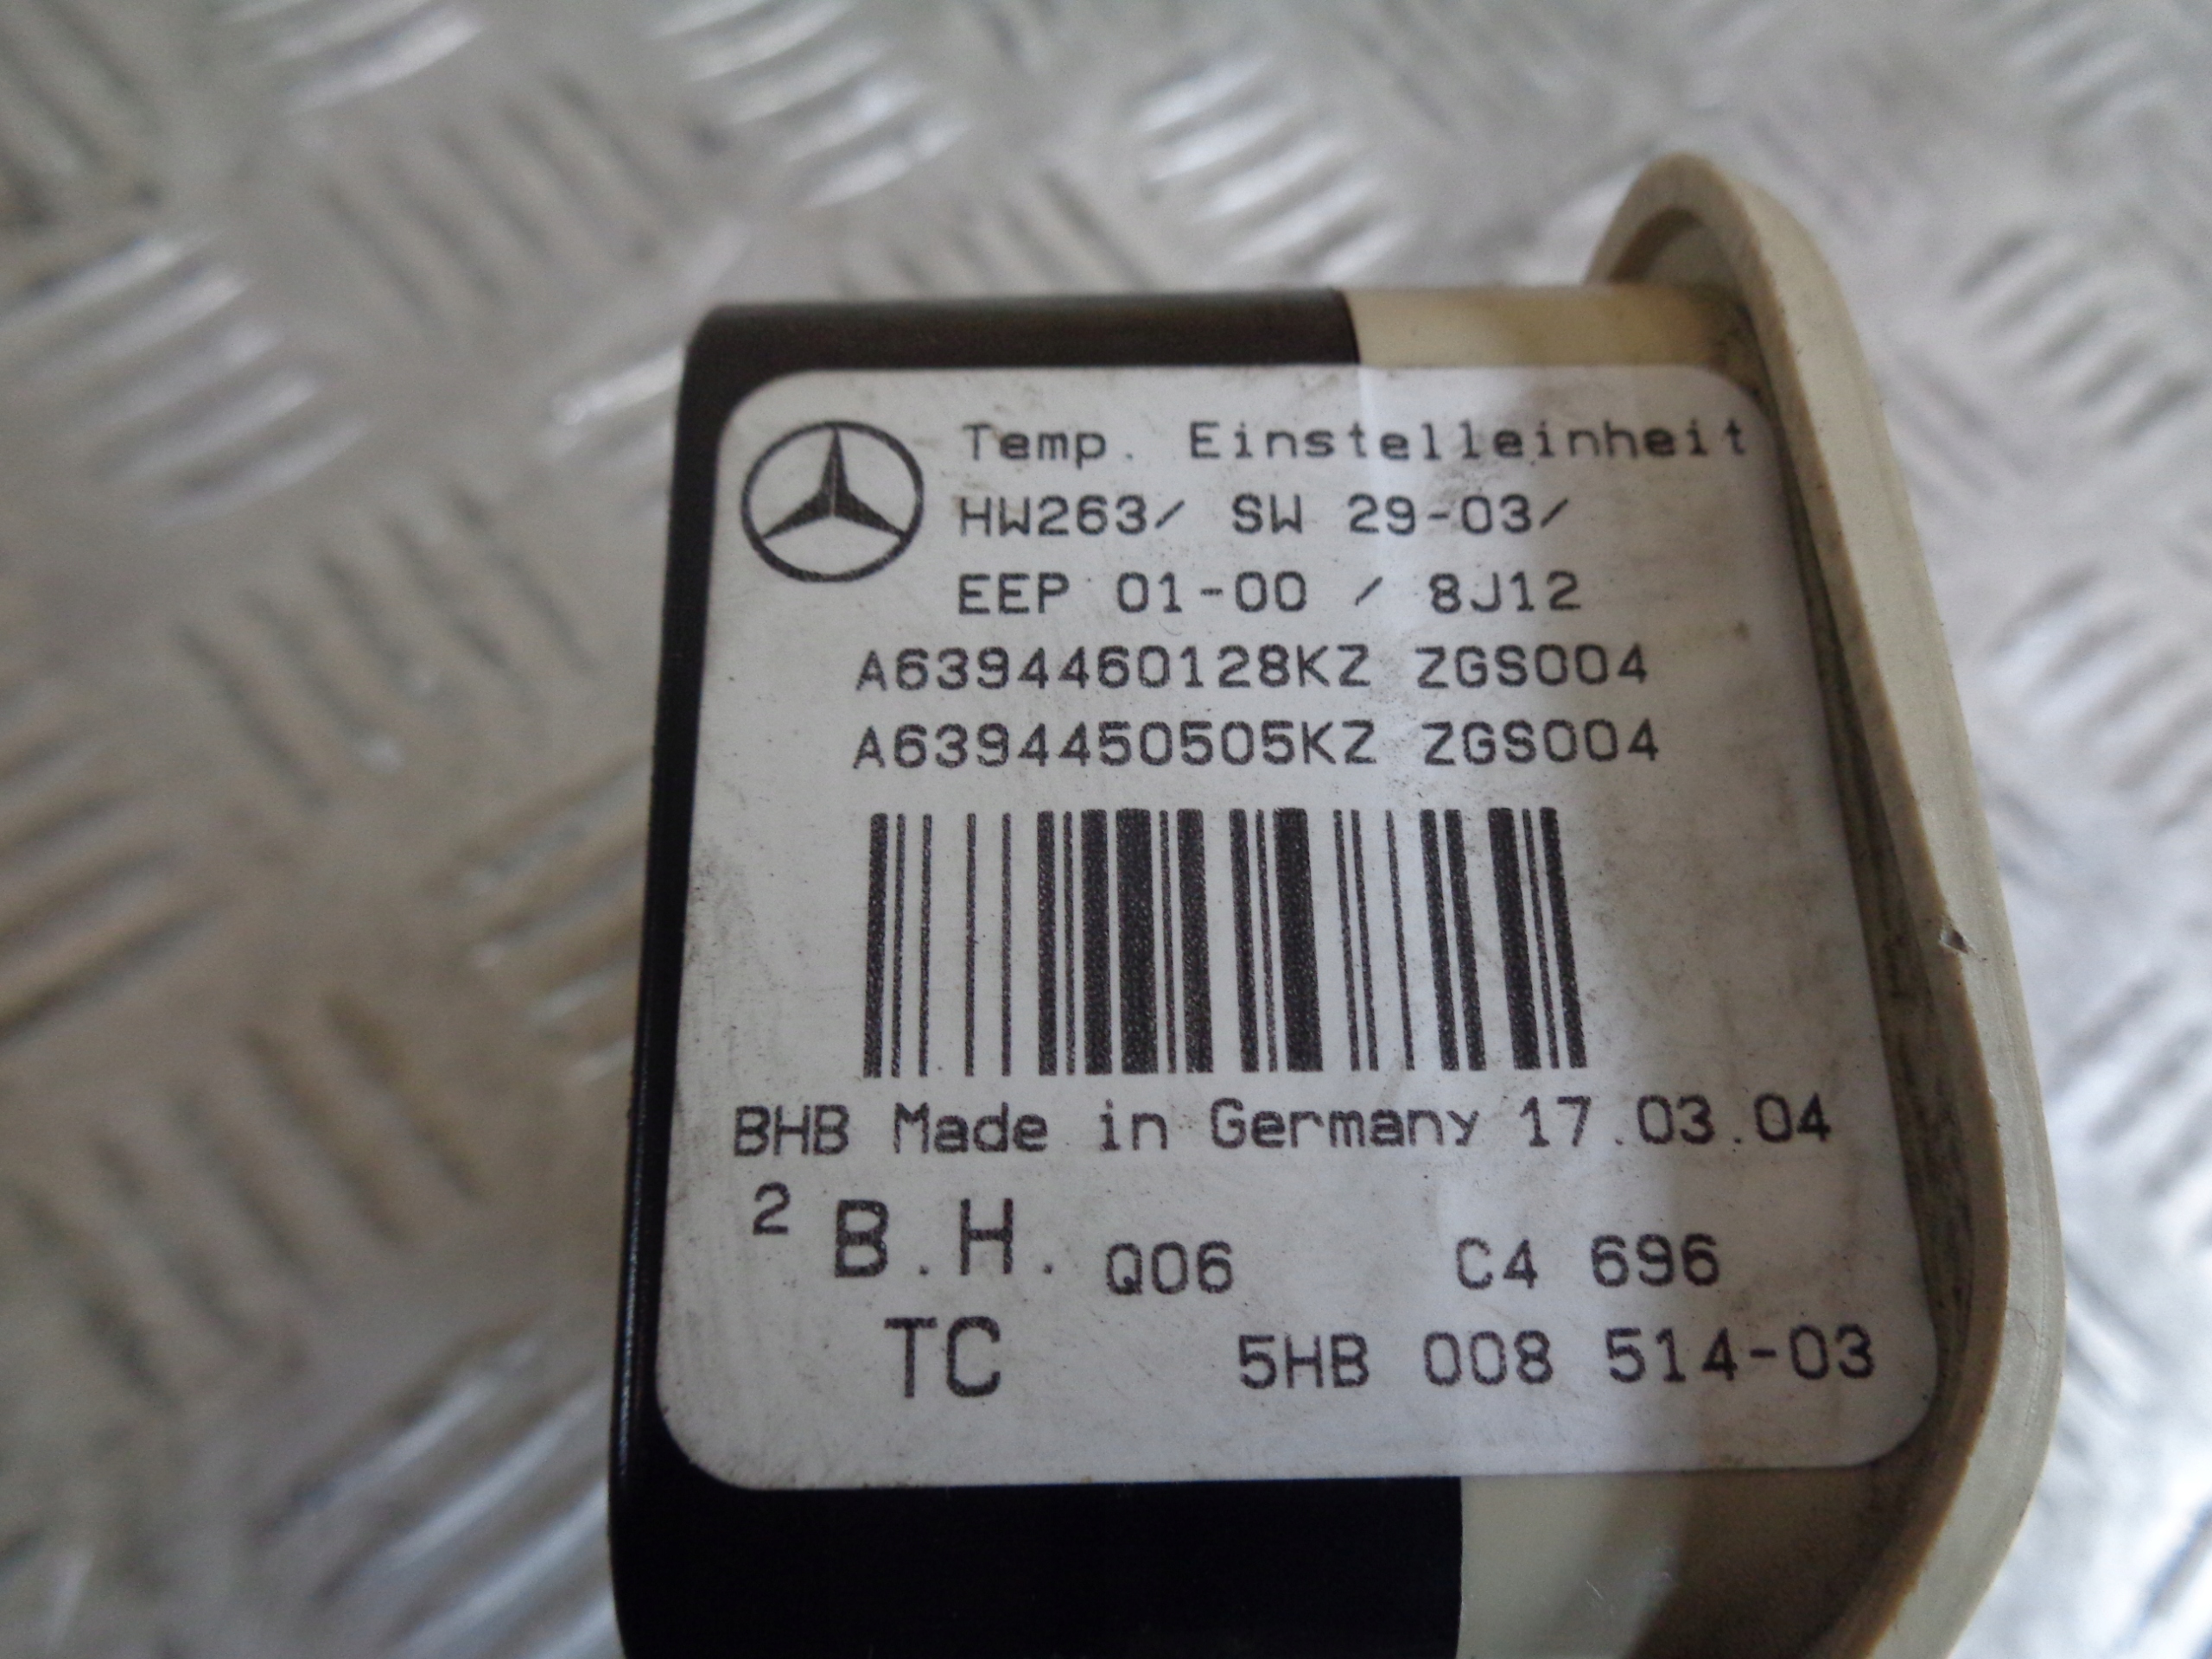 Temp. Einstelleinheit
HW263/ SW 29-03/
EEP 01-00 / 8J12
A6394460128KZ ZGS004
A6394450505KZ ZGS004
BHB Made in Germany 17.03.04
2 B.H. Q06 C4 696
TC 5HB 008 514-03